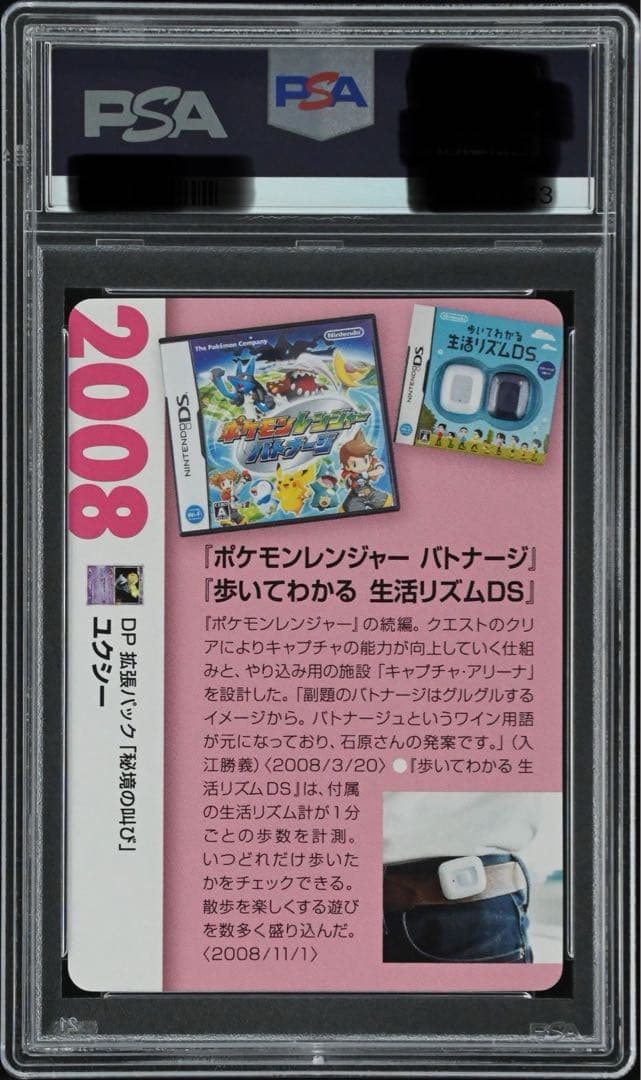 PSA
PSA
3
2008
DP 拡張パック「秘境の叫び」
ユクシー
The Pokémon Company
Nintendo
NINTENDO DS
ポケモンレンジャー
バトナージ
Wi-Fi
A
Nintendo
NINTENDO DS
歩いてわかる
生活リズムDS
A
『ポケモンレンジャー バトナージ』
『歩いてわかる 生活リズムDS』
『ポケモンレンジャー』の続編。クエストのクリ
アによりキャプチャの能力が向上していく仕組
みと、やり込み用の施設「キャプチャ・アリーナ」
を設計した。「副題のバトナージはグルグルする
イメージから。バトナージュというワイン用語
が元になっており、石原さんの発案です。」(入
江勝義)〈2008/3/20〉●『歩いてわかる 生
活リズムDS』は、付属
の生活リズム計が1分
ごとの歩数を計測。
いつどれだけ歩いた
かをチェックできる。
散歩を楽しくする遊び
を数多く盛り込んだ。
〈2008/11/1〉
PSA